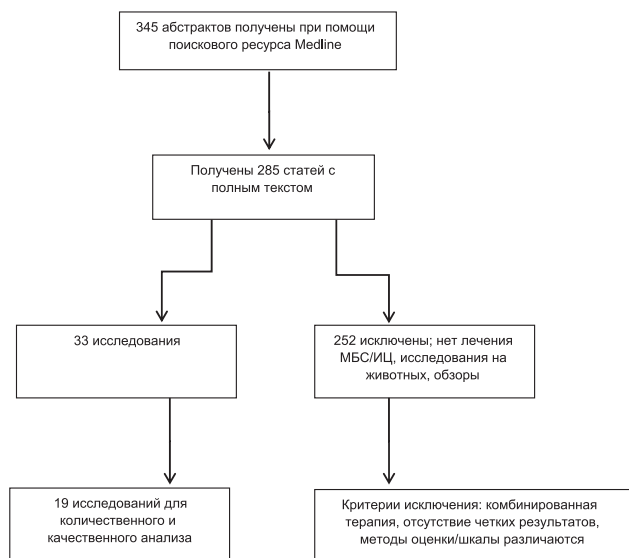 345 абстрактов получены при помощи
поискового ресурса Medline
Получены 285 статей с
полным текстом
33 исследования
252 исключены; нет лечения
МБС/ИЦ, исследования на
животных, обзоры
19 исследований для
количественного и
качественного анализа
Критерии исключения: комбинированная
терапия, отсутствие четких результатов,
методы оценки/шкалы различаются